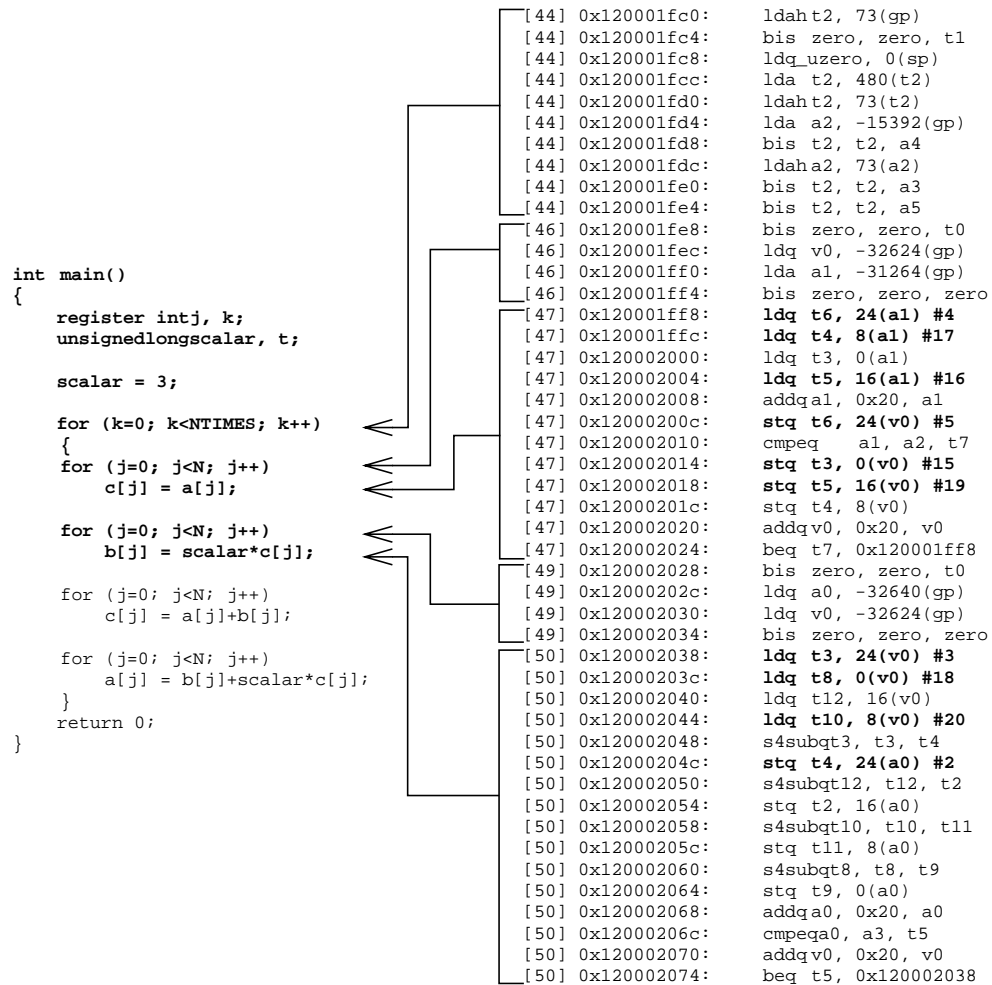 int main()
{
register intj, k;
unsignedlongscalar, t;
scalar = 3;
for (k=0; k<NTIMES; k++)
{
for (j=0; j<N; j++)
c[j] = a[j];
for (j=0; j<N; j++)
b[j] = scalar*c[j];
for (j=0; j<N; j++)
c[j] = a[j]+b[j];
for (j=0; j<N; j++)
a[j] = b[j]+scalar*c[j];
}
return 0;
}
[44] 0x120001fc0: ldah t2, 73(gp)
[44] 0x120001fc4: bis zero, zero, t1
[44] 0x120001fc8: ldq_uzero, 0(sp)
[44] 0x120001fcc: lda t2, 480(t2)
[44] 0x120001fd0: ldah t2, 73(t2)
[44] 0x120001fd4: lda a2, -15392(gp)
[44] 0x120001fd8: bis t2, t2, a4
[44] 0x120001fdc: ldah a2, 73(a2)
[44] 0x120001fe0: bis t2, t2, a3
[44] 0x120001fe4: bis t2, t2, a5
[46] 0x120001fe8: bis zero, zero, t0
[46] 0x120001fec: ldq v0, -32624(gp)
[46] 0x120001ff0: lda a1, -31264(gp)
[46] 0x120001ff4: bis zero, zero, zero
[47] 0x120001ff8: ldq t6, 24(a1) #4
[47] 0x120001ffc: ldq t4, 8(a1) #17
[47] 0x120002000: ldq t3, 0(a1)
[47] 0x120002004: ldq t5, 16(a1) #16
[47] 0x120002008: addq a1, 0x20, a1
[47] 0x12000200c: stq t6, 24(v0) #5
[47] 0x120002010: cmpeq a1, a2, t7
[47] 0x120002014: stq t3, 0(v0) #15
[47] 0x120002018: stq t5, 16(v0) #19
[47] 0x12000201c: stq t4, 8(v0)
[47] 0x120002020: addq v0, 0x20, v0
[47] 0x120002024: beq t7, 0x120001ff8
[49] 0x120002028: bis zero, zero, t0
[49] 0x12000202c: ldq a0, -32640(gp)
[49] 0x120002030: ldq v0, -32624(gp)
[49] 0x120002034: bis zero, zero, zero
[50] 0x120002038: ldq t3, 24(v0) #3
[50] 0x12000203c: ldq t8, 0(v0) #18
[50] 0x120002040: ldq t12, 16(v0)
[50] 0x120002044: ldq t10, 8(v0) #20
[50] 0x120002048: s4subqt3, t3, t4
[50] 0x12000204c: stq t4, 24(a0) #2
[50] 0x120002050: s4subqt12, t12, t2
[50] 0x120002054: stq t2, 16(a0)
[50] 0x120002058: s4subqt10, t10, t11
[50] 0x12000205c: stq t11, 8(a0)
[50] 0x120002060: s4subqt8, t8, t9
[50] 0x120002064: stq t9, 0(a0)
[50] 0x120002068: addq a0, 0x20, a0
[50] 0x12000206c: cmpeqa0, a3, t5
[50] 0x120002070: addq v0, 0x20, v0
[50] 0x120002074: beq t5, 0x120002038